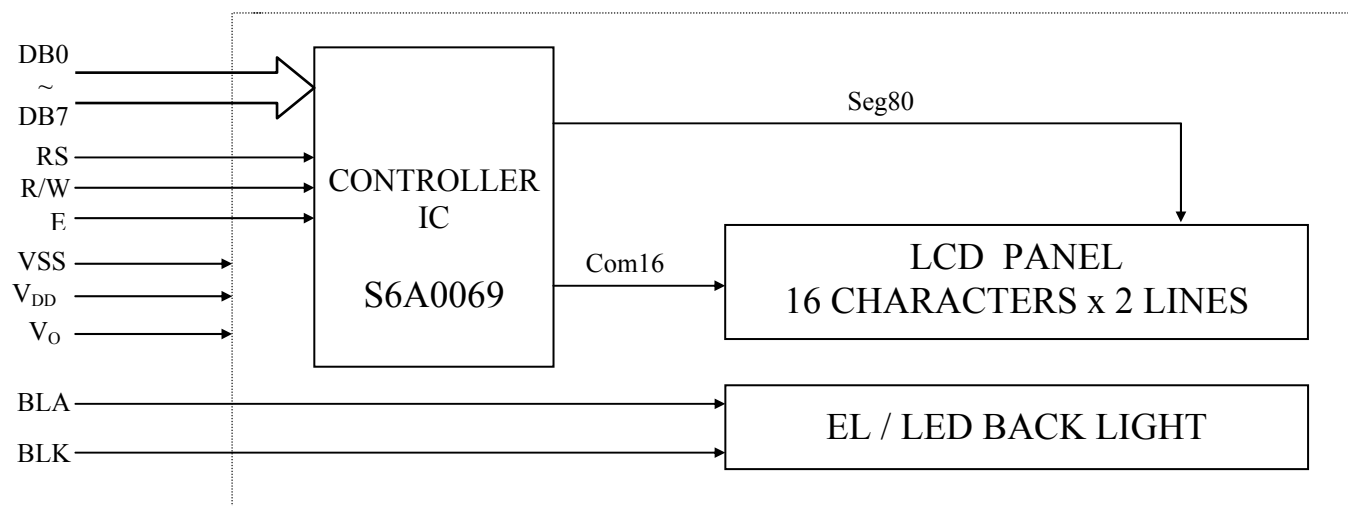 DB0
~
DB7
RS
R/W
E
VSS
VDD
VO
BLA
BLK
CONTROLLER
IC
S6A0069
Seg80
Com16
LCD PANEL
16 CHARACTERS x 2 LINES
EL / LED BACK LIGHT